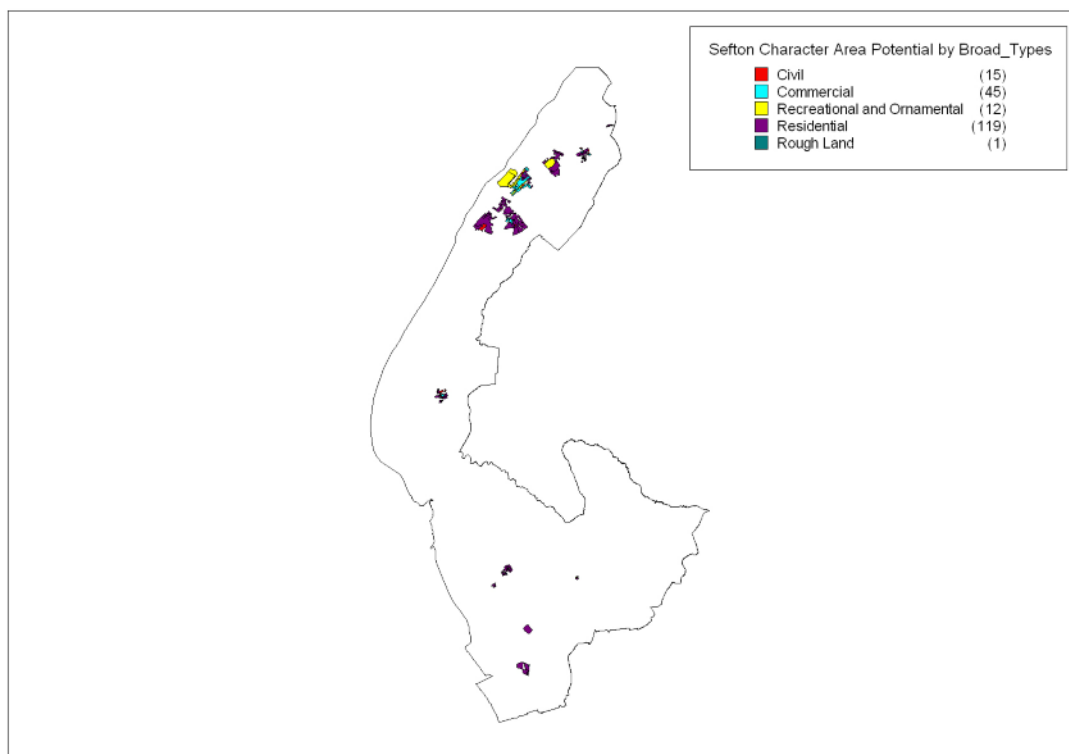 Sefton Character Area Potential by Broad_Types
Civil (15)
Commercial (45)
Recreational and Ornamental (12)
Residential (119)
Rough Land (1)